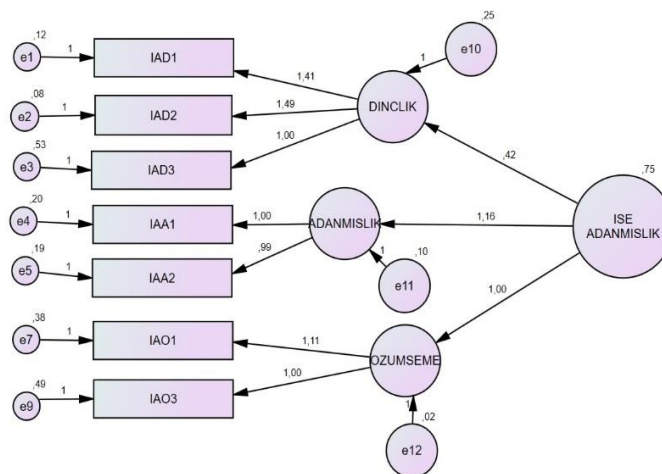 ,25
,12
e1
1
IAD1
1
e10
1,41
,08
e2
1
IAD2
1,49
DINCLIK
,53
e3
1
IAD3
1,00
,42
,75
,20
e4
1
IAA1
1,00
ADANMISLIK
1,16
ISE
ADANMISLIK
,19
e5
1
IAA2
,99
1
,10
e11
1,00
,38
e7
1
IAO1
1,11
OZUMSEME
,49
e9
1
IAO3
1,00
1
,02
e12